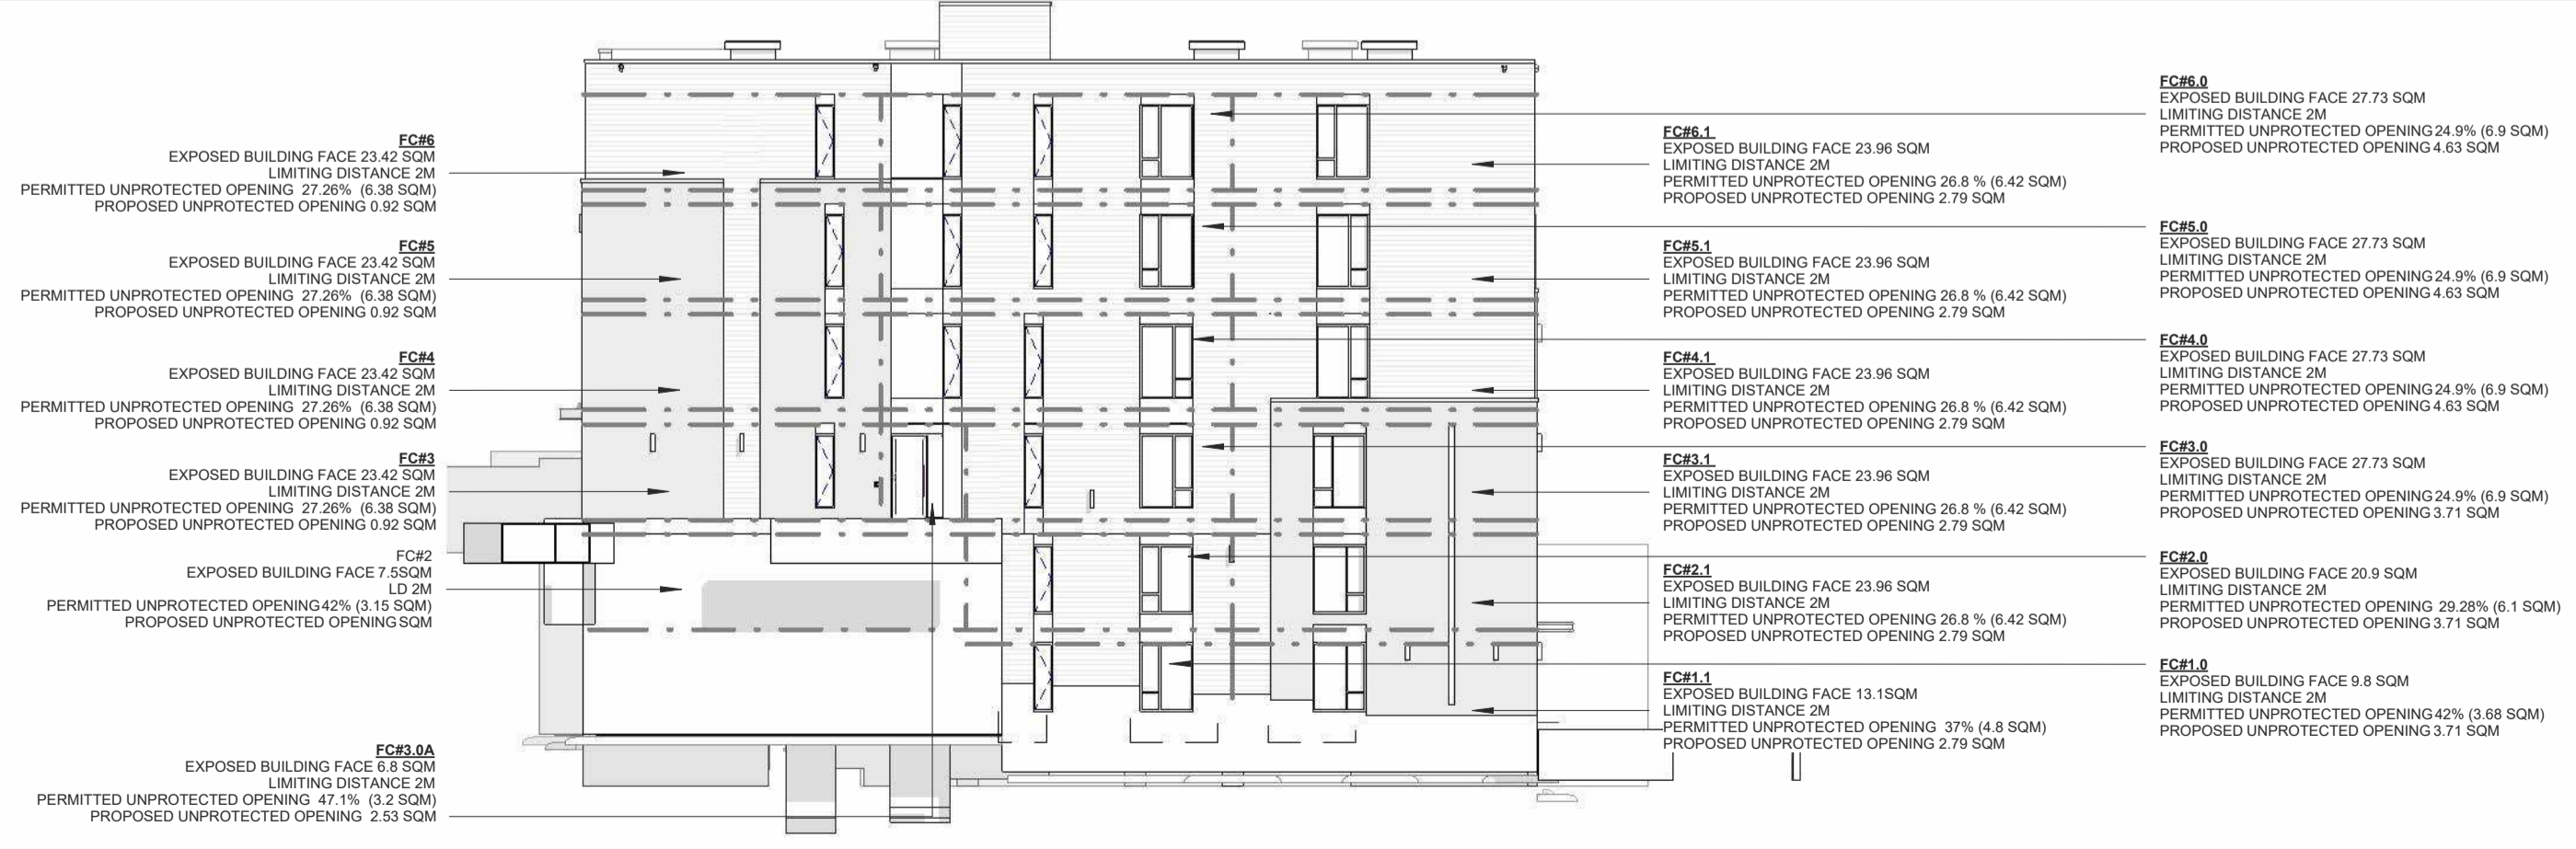 FC#6
EXPOSED BUILDING FACE 23.42 SQM
LIMITING DISTANCE 2M
PERMITTED UNPROTECTED OPENING 27.26% (6.38 SQM)
PROPOSED UNPROTECTED OPENING 0.92 SQM
FC#5
EXPOSED BUILDING FACE 23.42 SQM
LIMITING DISTANCE 2M
PERMITTED UNPROTECTED OPENING 27.26% (6.38 SQM)
PROPOSED UNPROTECTED OPENING 0.92 SQM
FC#4
EXPOSED BUILDING FACE 23.42 SQM
LIMITING DISTANCE 2M
PERMITTED UNPROTECTED OPENING 27.26% (6.38 SQM)
PROPOSED UNPROTECTED OPENING 0.92 SQM
FC#3
EXPOSED BUILDING FACE 23.42 SQM
LIMITING DISTANCE 2M
PERMITTED UNPROTECTED OPENING 27.26% (6.38 SQM)
PROPOSED UNPROTECTED OPENING 0.92 SQM
FC#2
EXPOSED BUILDING FACE 7.5SQM
LD 2M
PERMITTED UNPROTECTED OPENING 42% (3.15 SQM)
PROPOSED UNPROTECTED OPENING SQM
FC#3.0A
EXPOSED BUILDING FACE 6.8 SQM
LIMITING DISTANCE 2M
PERMITTED UNPROTECTED OPENING 47.1% (3.2 SQM)
PROPOSED UNPROTECTED OPENING 2.53 SQM
FC#6.1
EXPOSED BUILDING FACE 23.96 SQM
LIMITING DISTANCE 2M
PERMITTED UNPROTECTED OPENING 26.8 % (6.42 SQM)
PROPOSED UNPROTECTED OPENING 2.79 SQM
FC#5.1
EXPOSED BUILDING FACE 23.96 SQM
LIMITING DISTANCE 2M
PERMITTED UNPROTECTED OPENING 26.8 % (6.42 SQM)
PROPOSED UNPROTECTED OPENING 2.79 SQM
FC#4.1
EXPOSED BUILDING FACE 23.96 SQM
LIMITING DISTANCE 2M
PERMITTED UNPROTECTED OPENING 26.8 % (6.42 SQM)
PROPOSED UNPROTECTED OPENING 2.79 SQM
FC#3.1
EXPOSED BUILDING FACE 23.96 SQM
LIMITING DISTANCE 2M
PERMITTED UNPROTECTED OPENING 26.8 % (6.42 SQM)
PROPOSED UNPROTECTED OPENING 2.79 SQM
FC#2.1
EXPOSED BUILDING FACE 23.96 SQM
LIMITING DISTANCE 2M
PERMITTED UNPROTECTED OPENING 26.8 % (6.42 SQM)
PROPOSED UNPROTECTED OPENING 2.79 SQM
FC#1.1
EXPOSED BUILDING FACE 13.1SQM
LIMITING DISTANCE 2M
PERMITTED UNPROTECTED OPENING 37% (4.8 SQM)
PROPOSED UNPROTECTED OPENING 2.79 SQM
FC#6.0
EXPOSED BUILDING FACE 27.73 SQM
LIMITING DISTANCE 2M
PERMITTED UNPROTECTED OPENING 24.9% (6.9 SQM)
PROPOSED UNPROTECTED OPENING 4.63 SQM
FC#5.0
EXPOSED BUILDING FACE 27.73 SQM
LIMITING DISTANCE 2M
PERMITTED UNPROTECTED OPENING 24.9% (6.9 SQM)
PROPOSED UNPROTECTED OPENING 4.63 SQM
FC#4.0
EXPOSED BUILDING FACE 27.73 SQM
LIMITING DISTANCE 2M
PERMITTED UNPROTECTED OPENING 24.9% (6.9 SQM)
PROPOSED UNPROTECTED OPENING 4.63 SQM
FC#3.0
EXPOSED BUILDING FACE 27.73 SQM
LIMITING DISTANCE 2M
PERMITTED UNPROTECTED OPENING 24.9% (6.9 SQM)
PROPOSED UNPROTECTED OPENING 3.71 SQM
FC#2.0
EXPOSED BUILDING FACE 20.9 SQM
LIMITING DISTANCE 2M
PERMITTED UNPROTECTED OPENING 29.28% (6.1 SQM)
PROPOSED UNPROTECTED OPENING 3.71 SQM
FC#1.0
EXPOSED BUILDING FACE 9.8 SQM
LIMITING DISTANCE 2M
PERMITTED UNPROTECTED OPENING 42% (3.68 SQM)
PROPOSED UNPROTECTED OPENING 3.71 SQM